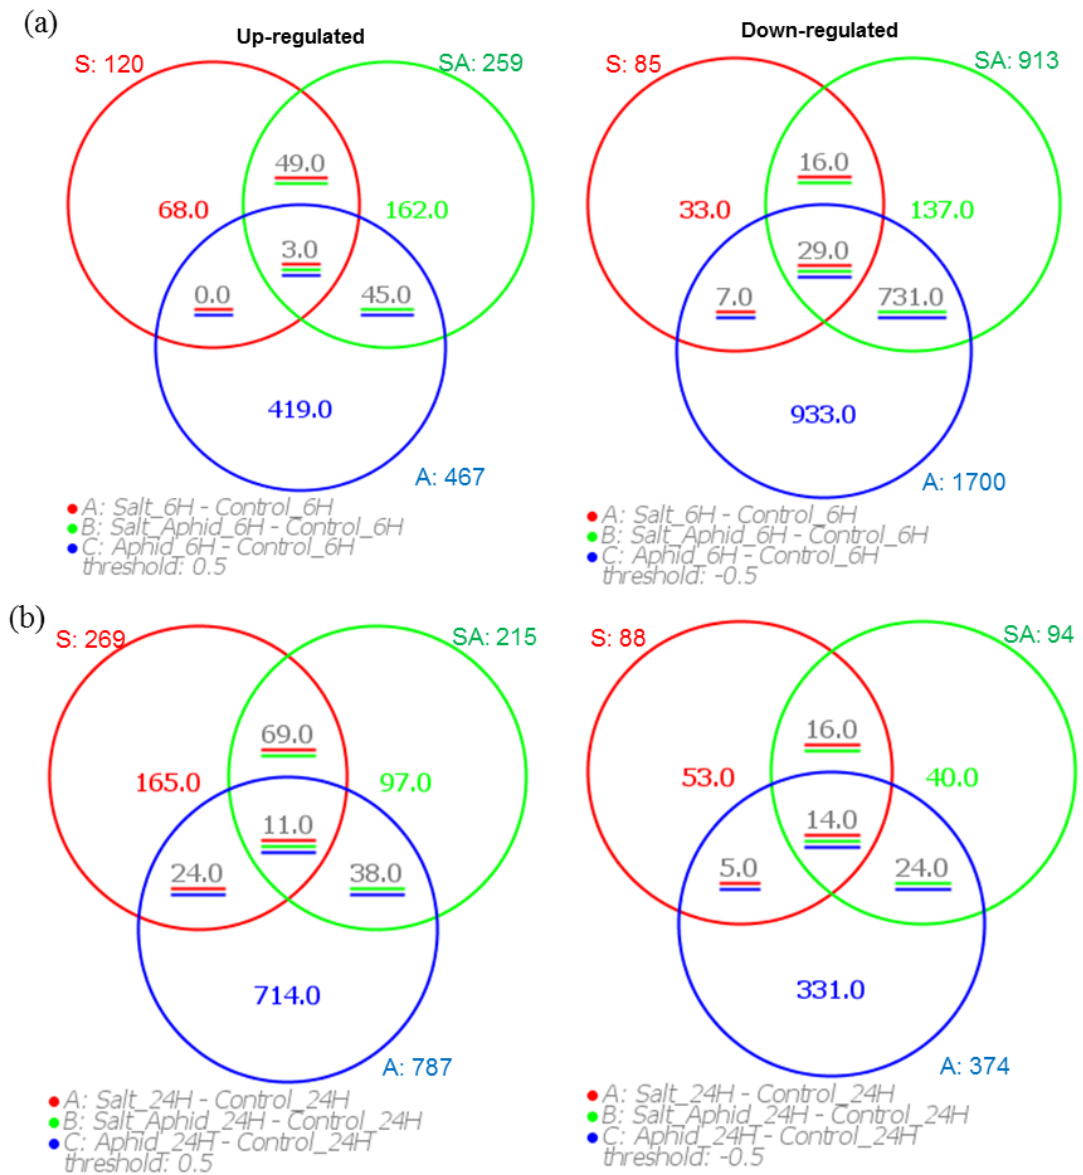 (a)
Up-regulated
Down-regulated
S: 120
SA: 259
S: 85
SA: 913
49.0
68.0
162.0
3.0
0.0
45.0
419.0
A: 467
16.0
33.0
137.0
29.0
7.0
731.0
933.0
A: 1700
A: Salt_6H - Control_6H
B: Salt_Aphid_6H - Control_6H
C: Aphid_6H - Control_6H
threshold: 0.5
A: Salt_6H - Control_6H
B: Salt_Aphid_6H - Control_6H
C: Aphid_6H - Control_6H
threshold: -0.5
(b)
S: 269
SA: 215
S: 88
SA: 94
69.0
165.0
97.0
11.0
24.0
38.0
714.0
A: 787
16.0
53.0
40.0
14.0
5.0
24.0
331.0
A: 374
A: Salt_24H - Control_24H
B: Salt_Aphid_24H - Control_24H
C: Aphid_24H - Control_24H
threshold: 0.5
A: Salt_24H - Control_24H
B: Salt_Aphid_24H - Control_24H
C: Aphid_24H - Control_24H
threshold: -0.5